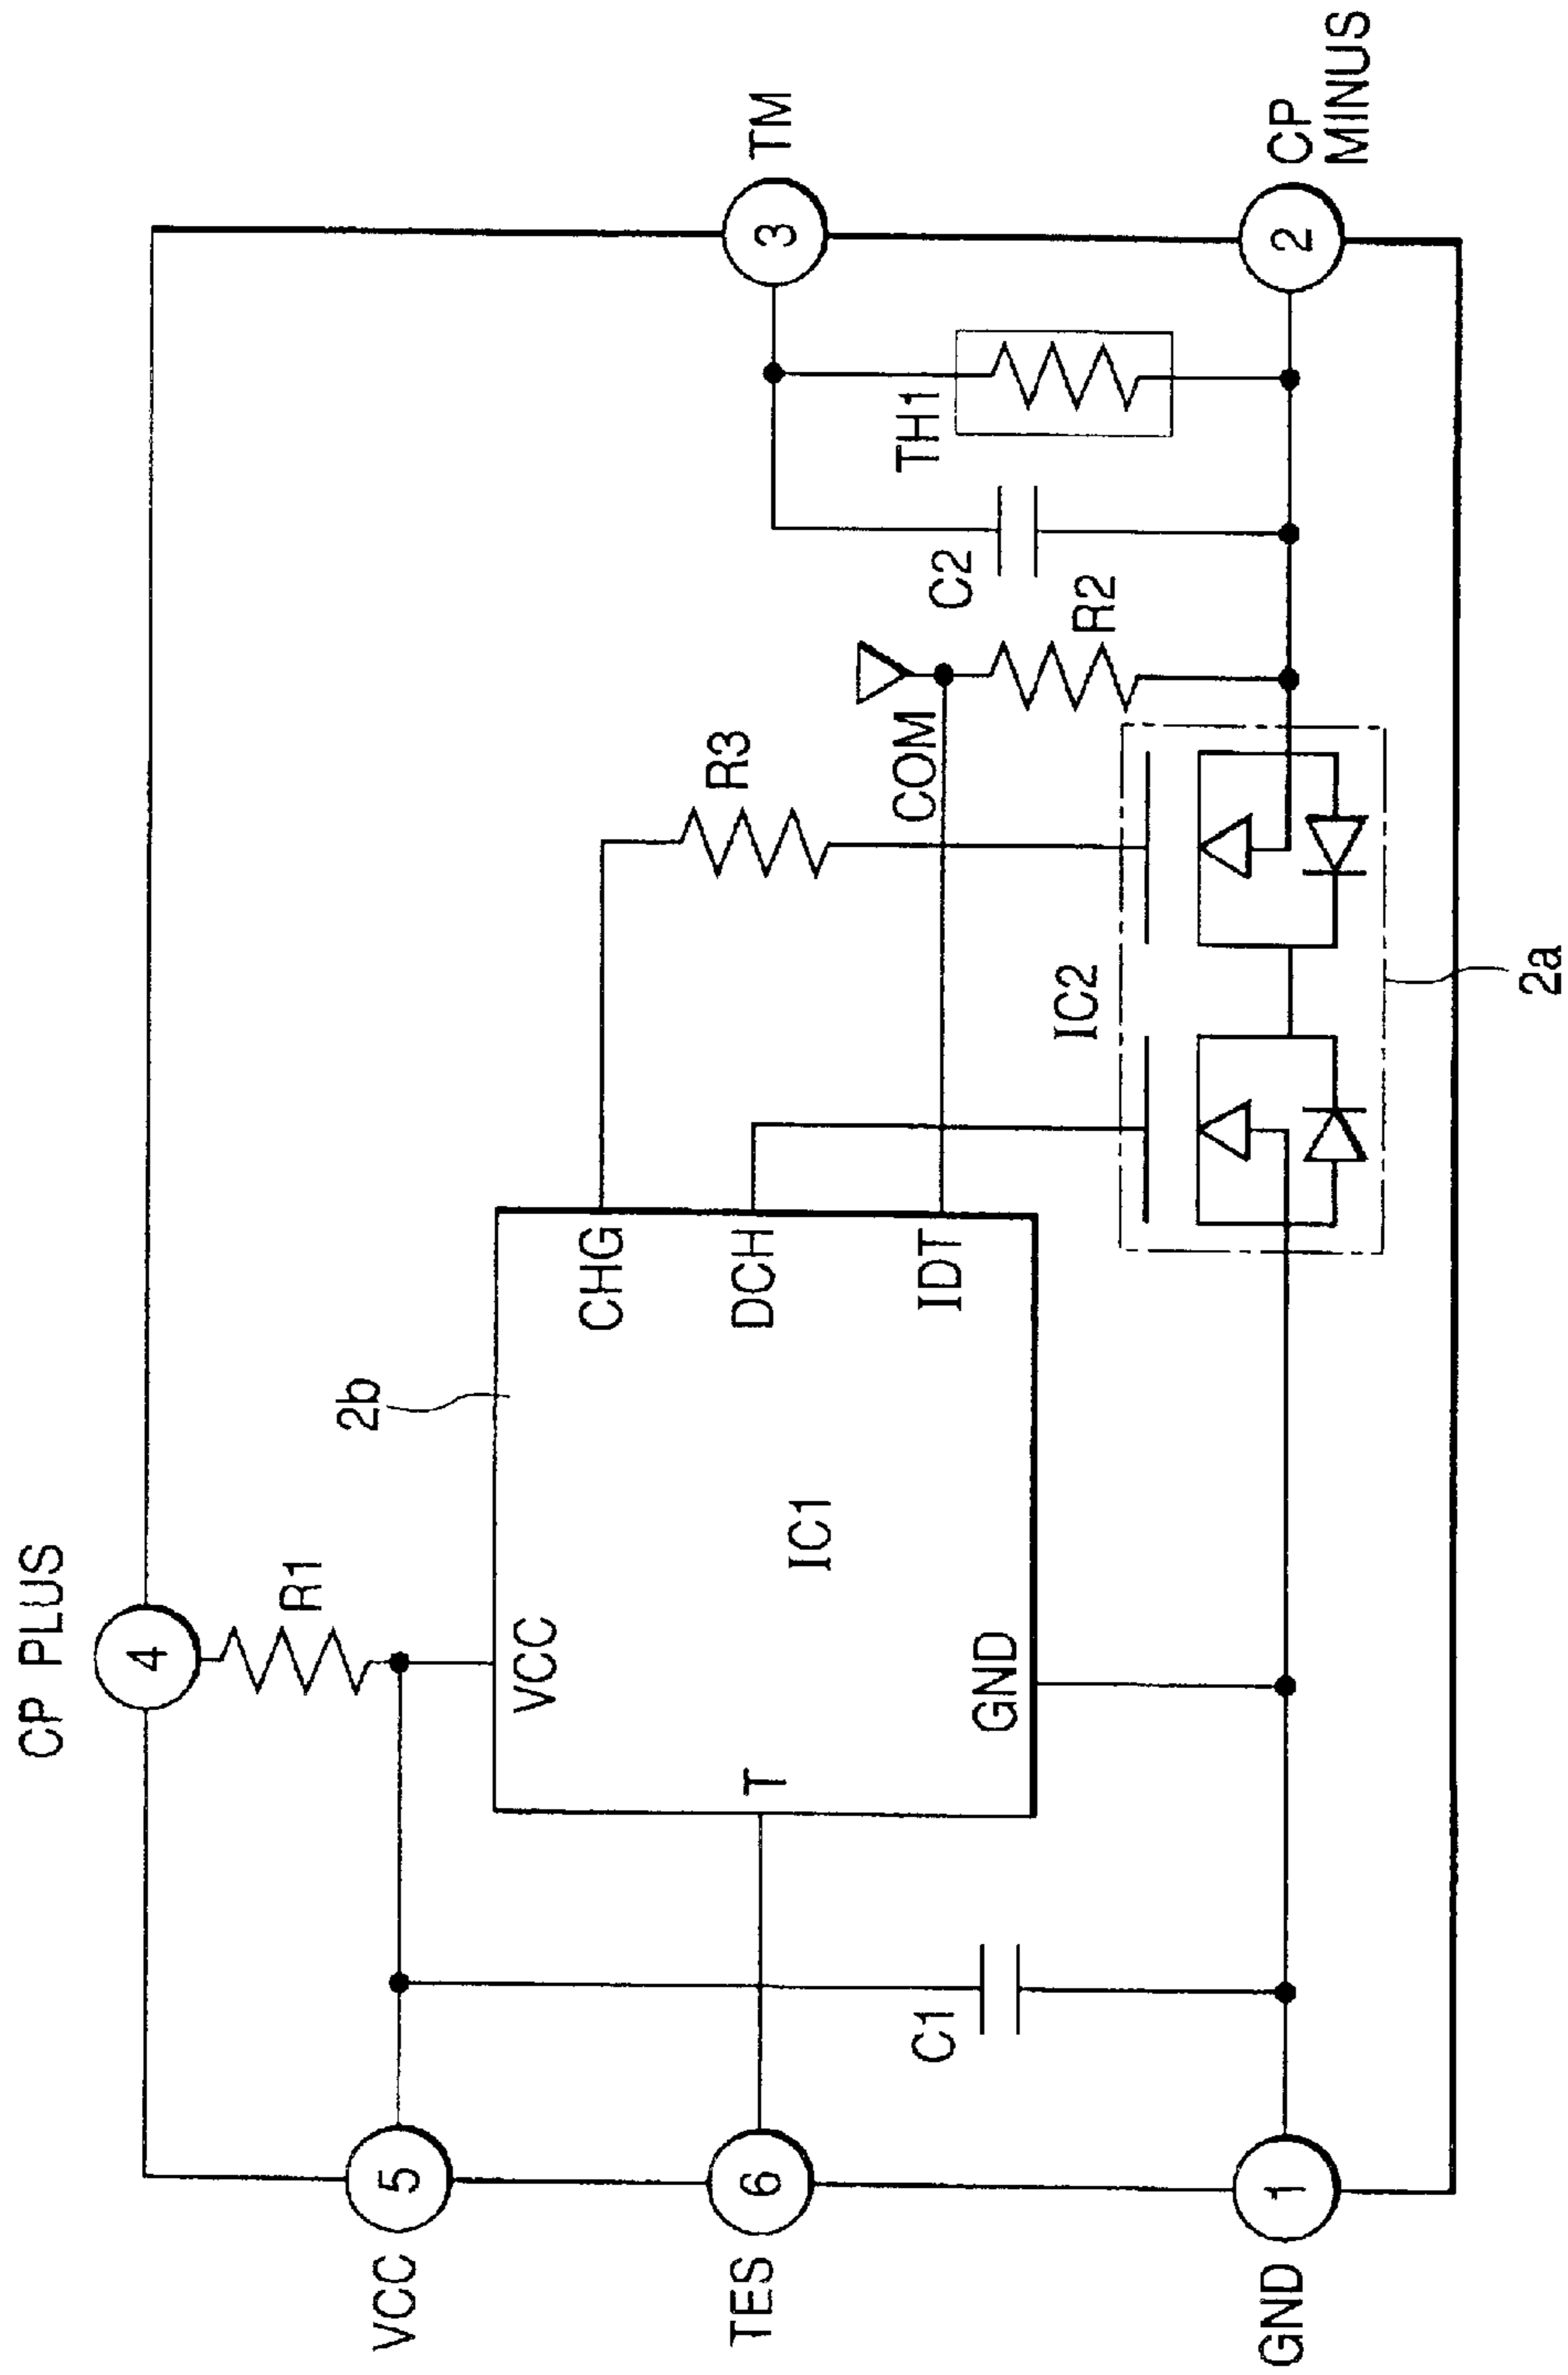 CP PLUS
4
R1
2b
VCC
5
VCC
CHG
R3
TES
6
T
IC1
DCH
3
TM
COM
IDT
C1
C2
TH1
GND
IC2
R2
GND
1
2
CP
MINUS
2a